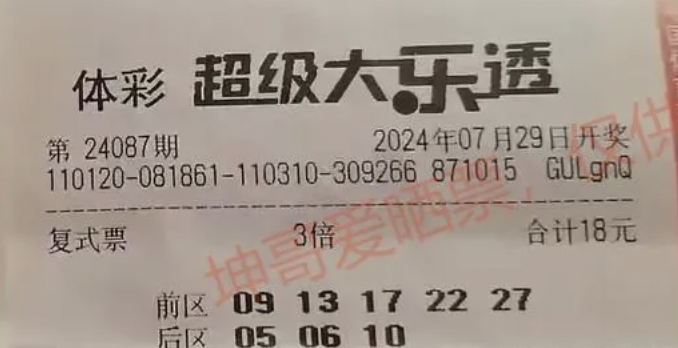 体彩 超级大乐透
第 24087期 2024年07月29日开奖
110120-081861-110310-309266 871015 GULgnQ
复式票 3倍 合计18元
前区 09 13 17 22 27
后区 05 06 10
坤哥爱晒票,仅供